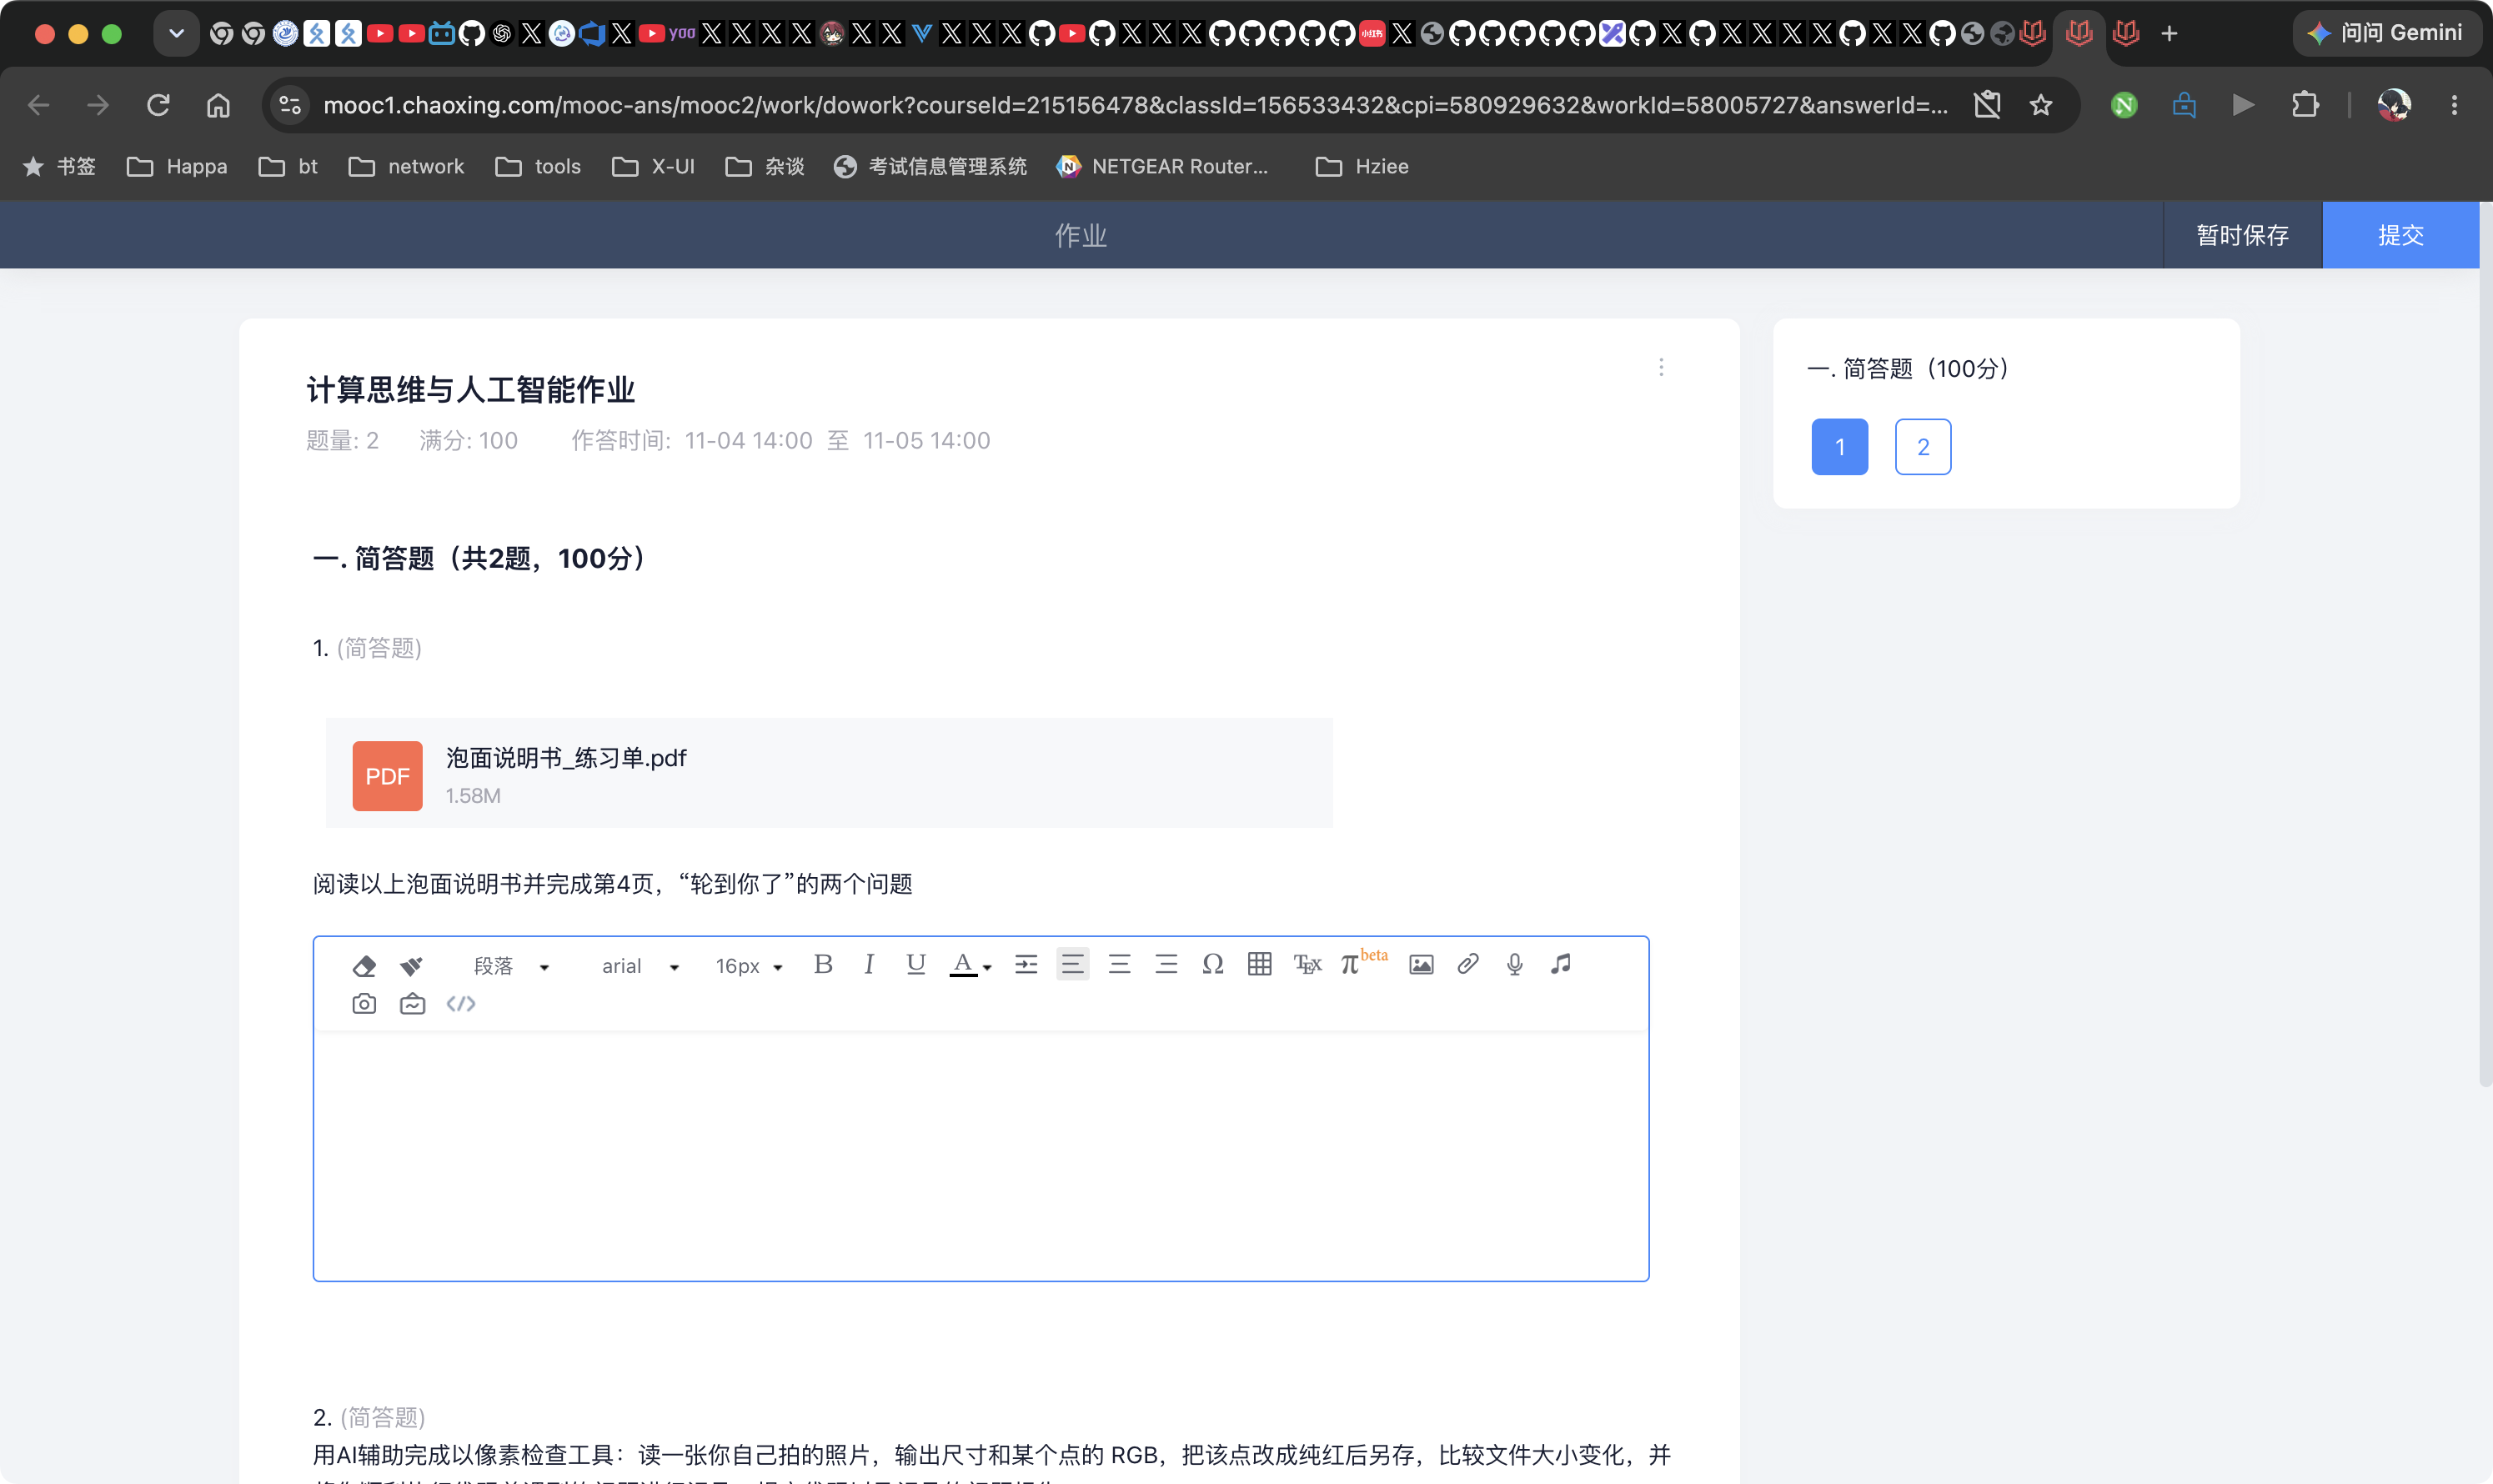 问问 Gemini
mooc1.chaoxing.com/mooc-ans/mooc2/work/dowork?courseId=215156478&classId=156533432&cpi=580929632&workId=58005727&answerId=...
书签 Happa bt network tools X-UI 杂谈 考试信息管理系统 NETGEAR Router... Hziee
作业 暂时保存 提交
计算思维与人工智能作业
题量: 2 满分: 100 作答时间: 11-04 14:00 至 11-05 14:00
一. 简答题（共2题，100分）
1. (简答题)
PDF
泡面说明书_练习单.pdf
1.58M
阅读以上泡面说明书并完成第4页，“轮到你了”的两个问题
段落 arial 16px B I U A Ω TEX π beta
2. (简答题)
用AI辅助完成以像素检查工具：读一张你自己拍的照片，输出尺寸和某个点的 RGB，把该点改成纯红后另存，比较文件大小变化，并
一. 简答题（100分）
1 2